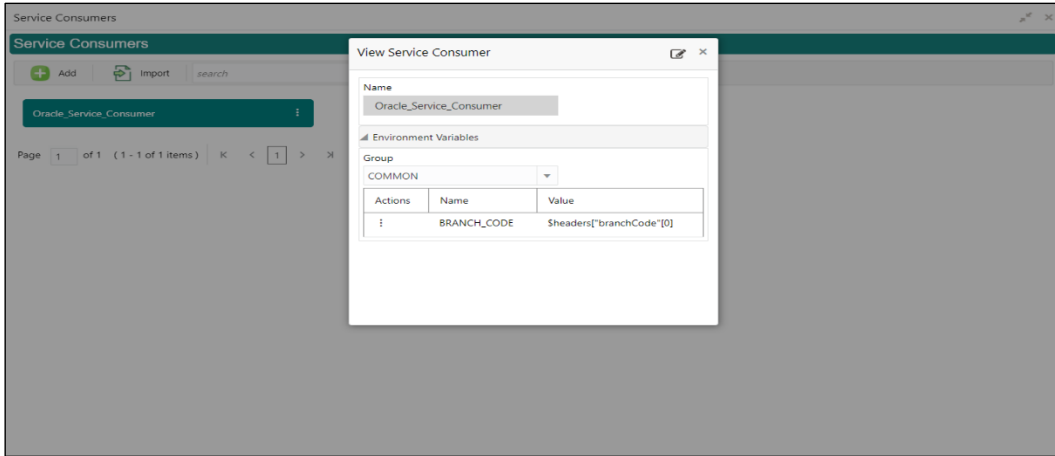 Service Consumers
Service Consumers
Add Import search
Oracle_Service_Consumer
Page 1 of 1 (1 - 1 of 1 items) K < 1 > >|
View Service Consumer
Name
Oracle_Service_Consumer
Environment Variables
Group
COMMON
Actions Name Value
BRANCH_CODE $headers["branchCode"[0]